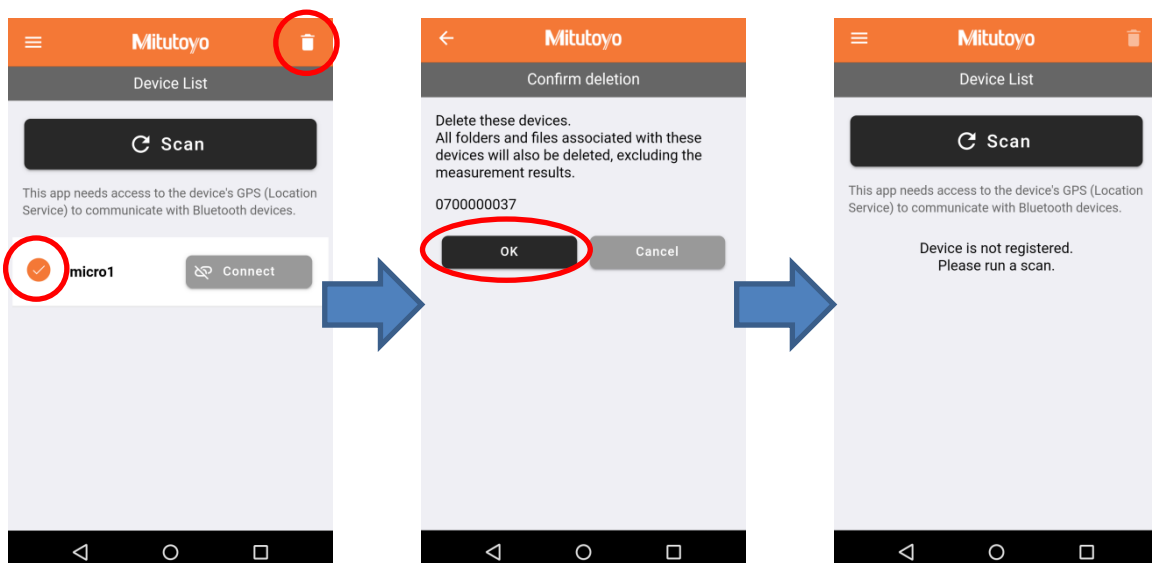 Mitutoyo
Device List
Scan
This app needs access to the device's GPS (Location
Service) to communicate with Bluetooth devices.
micro1
Connect
Mitutoyo
Confirm deletion
Delete these devices.
All folders and files associated with these
devices will also be deleted, excluding the
measurement results.
0700000037
OK
Cancel
Mitutoyo
Device List
Scan
This app needs access to the device's GPS (Location
Service) to communicate with Bluetooth devices.
Device is not registered.
Please run a scan.